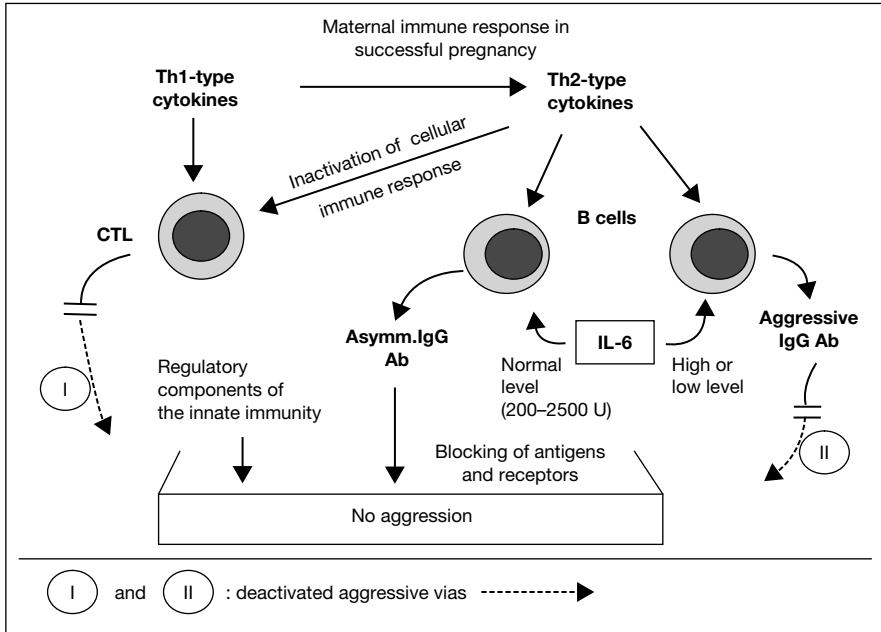 Maternal immune response in
successful pregnancy
Th1-type
cytokines
Th2-type
cytokines
Inactivation of cellular
immune response
CTL
B cells
Asymm.IgG
Ab
IL-6
Aggressive
IgG Ab
Normal
level
(200–2500 U)
High or
low level
I
Regulatory
components of
the innate immunity
II
Blocking of antigens
and receptors
No aggression
I and II : deactivated aggressive vias